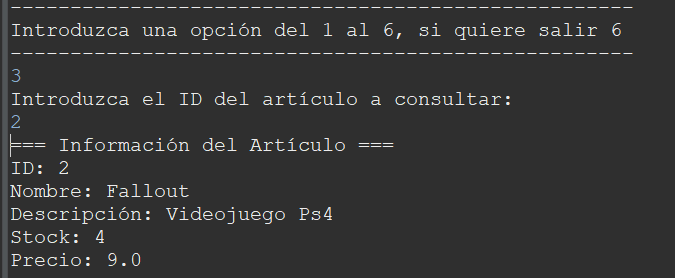 ----------------------------------------------------
Introduzca una opción del 1 al 6, si quiere salir 6
----------------------------------------------------
3
Introduzca el ID del artículo a consultar:
2
=== Información del Artículo ===
ID: 2
Nombre: Fallout
Descripción: Videojuego Ps4
Stock: 4
Precio: 9.0